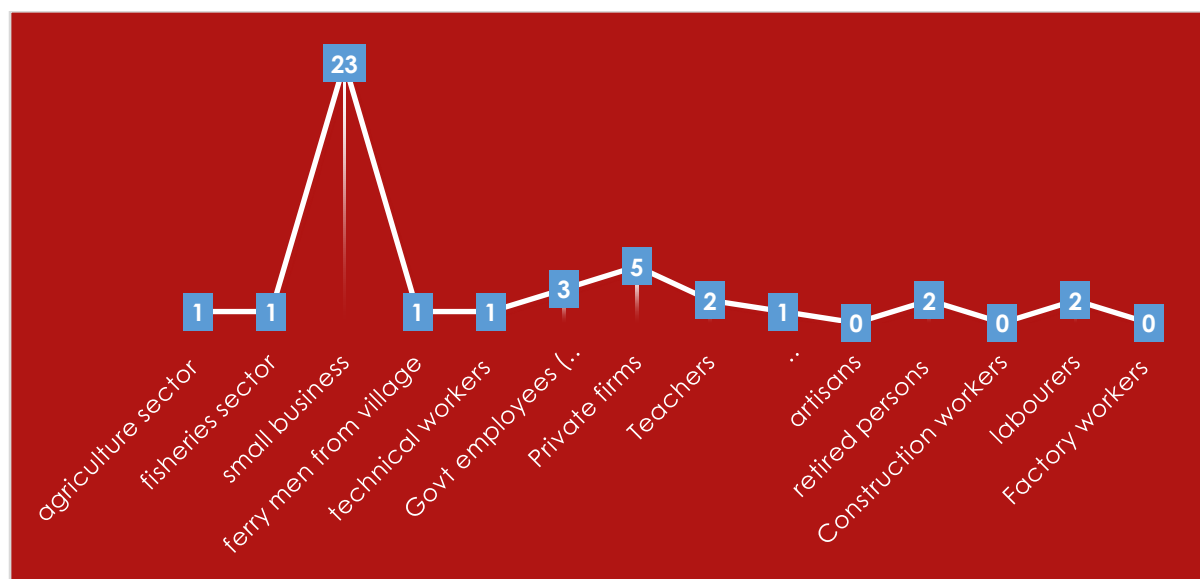 23
1
1
1
1
3
5
2
1
0
2
0
2
0
agriculture sector
fisheries sector
small business
ferry men from village
technical workers
Govt employees (..
Private firms
Teachers
..
artisans
retired persons
Construction workers
labourers
Factory workers